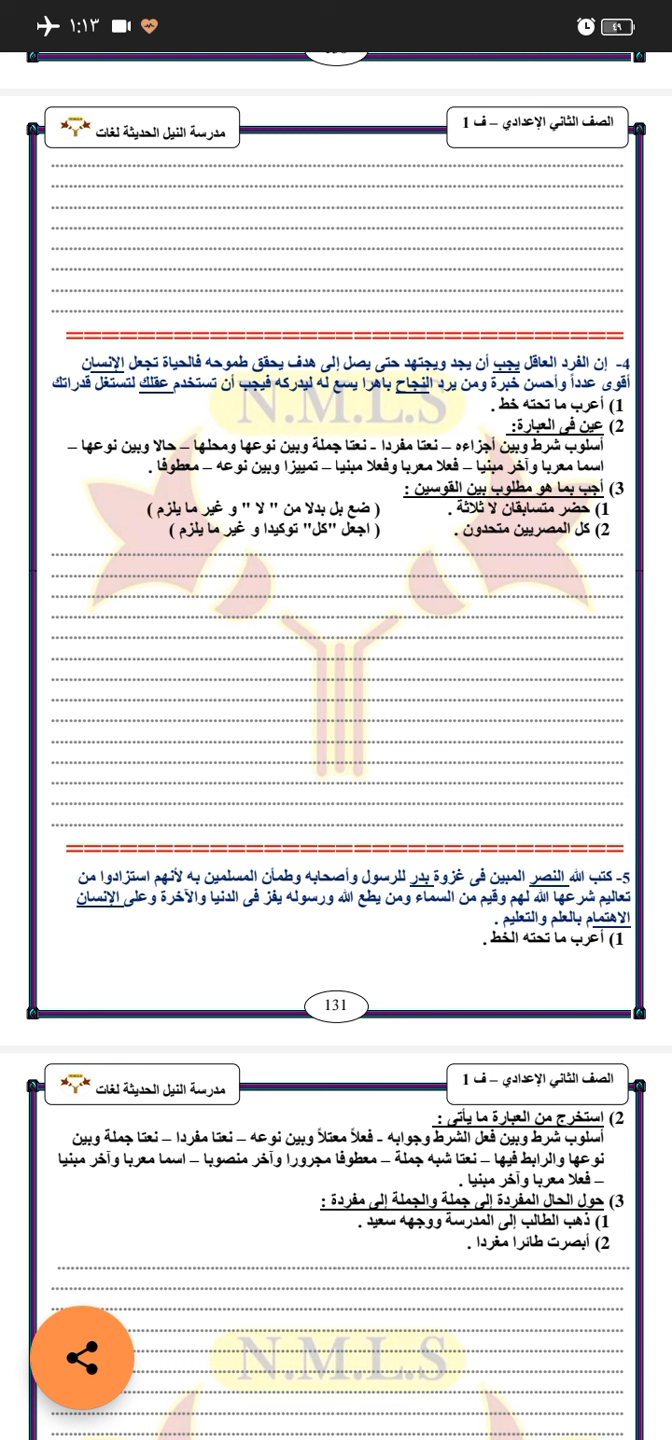 ١:١٣
٤٩
الصف الثاني الإعدادي – ف 1
مدرسة النيل الحديثة لغات
4- إن الفرد العاقل يجب أن يجد ويجتهد حتى يصل إلى هدف يحقق طموحه فالحياة تجعل الإنسان
أقوى عدداً وأحسن خبرة ومن يرد النجاح باهرا يسع له ليدركه فيجب أن تستخدم عقلك لتستغل قدراتك
N.M.L.S
1) أعرب ما تحته خط .
2) عين في العبارة:
أسلوب شرط وبين أجزاءه – نعتا مفردا - نعتا جملة وبين نوعها ومحلها – حالا وبين نوعها –
اسما معربا وآخر مبنيا – فعلا معربا وفعلا مبنيا – تمييزا وبين نوعه – معطوفا .
3) أجب بما هو مطلوب بين القوسين :
1) حضر متسابقان لا ثلاثة . ( ضع بل بدلا من " لا " و غير ما يلزم )
2) كل المصريين متحدون . ( اجعل "كل" توكيدا و غير ما يلزم )
5- كتب الله النصر المبين في غزوة بدر للرسول وأصحابه وطمأن المسلمين به لأنهم استزادوا من
تعاليم شرعها الله لهم وقيم من السماء ومن يطع الله ورسوله يفز في الدنيا والآخرة وعلى الإنسان
الاهتمام بالعلم والتعليم .
1) أعرب ما تحته الخط .
131
الصف الثاني الإعدادي – ف 1
مدرسة النيل الحديثة لغات
2) استخرج من العبارة ما يأتي :
أسلوب شرط وبين فعل الشرط وجوابه - فعلاً معتلاً وبين نوعه – نعتا مفردا – نعتا جملة وبين
نوعها والرابط فيها – نعتا شبه جملة – معطوفا مجرورا وآخر منصوبا – اسما معربا وآخر مبنيا
– فعلا معربا وآخر مبنيا .
3) حول الحال المفردة إلى جملة والجملة إلى مفردة :
1) ذهب الطالب إلى المدرسة ووجهه سعيد .
2) أبصرت طائرا مغردا .
N.M.L.S